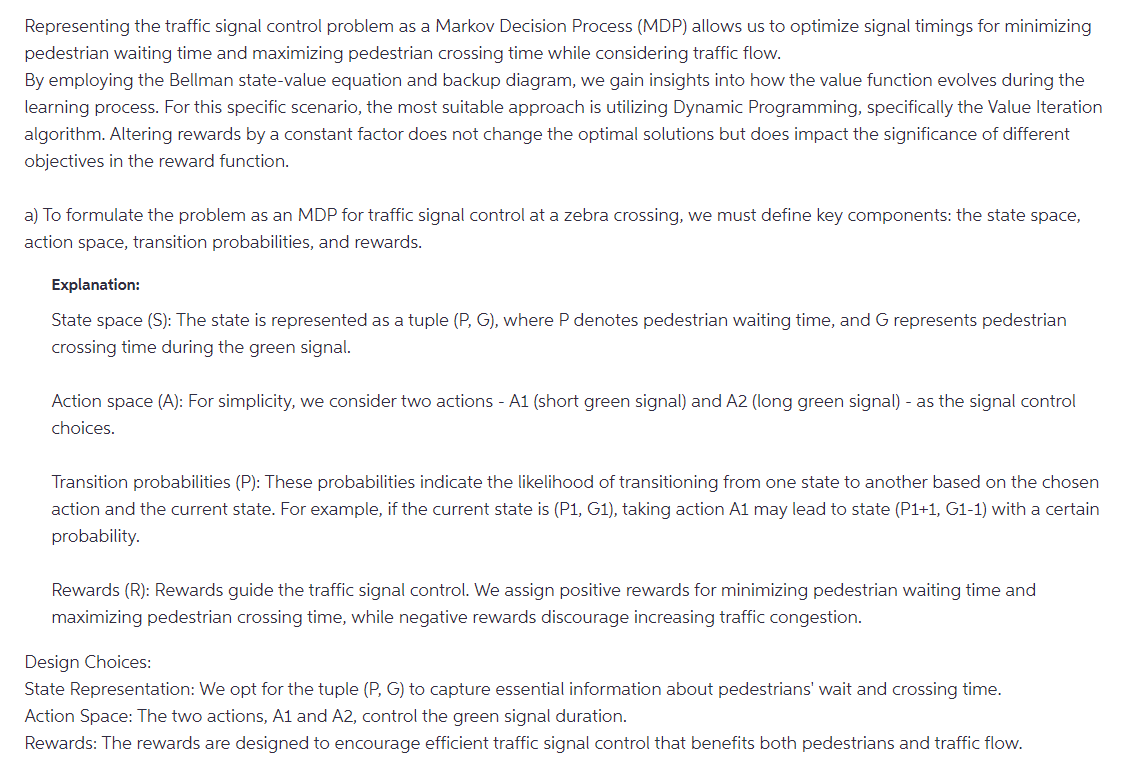 Representing the traffic signal control problem as a Markov Decision Process (MDP) allows us to optimize signal timings for minimizing
pedestrian waiting time and maximizing pedestrian crossing time while considering traffic flow.
By employing the Bellman state-value equation and backup diagram, we gain insights into how the value function evolves during the
learning process. For this specific scenario, the most suitable approach is utilizing Dynamic Programming, specifically the Value Iteration
algorithm. Altering rewards by a constant factor does not change the optimal solutions but does impact the significance of different
objectives in the reward function.
a) To formulate the problem as an MDP for traffic signal control at a zebra crossing, we must define key components: the state space,
action space, transition probabilities, and rewards.
Explanation:
State space (S): The state is represented as a tuple (P, G), where P denotes pedestrian waiting time, and G represents pedestrian
crossing time during the green signal.
Action space (A): For simplicity, we consider two actions - A1 (short green signal) and A2 (long green signal) - as the signal control
choices.
Transition probabilities (P): These probabilities indicate the likelihood of transitioning from one state to another based on the chosen
action and the current state. For example, if the current state is (P1, G1), taking action A1 may lead to state (P1+1, G1-1) with a certain
probability.
Rewards (R): Rewards guide the traffic signal control. We assign positive rewards for minimizing pedestrian waiting time and
maximizing pedestrian crossing time, while negative rewards discourage increasing traffic congestion.
Design Choices:
State Representation: We opt for the tuple (P, G) to capture essential information about pedestrians' wait and crossing time.
Action Space: The two actions, A1 and A2, control the green signal duration.
Rewards: The rewards are designed to encourage efficient traffic signal control that benefits both pedestrians and traffic flow.